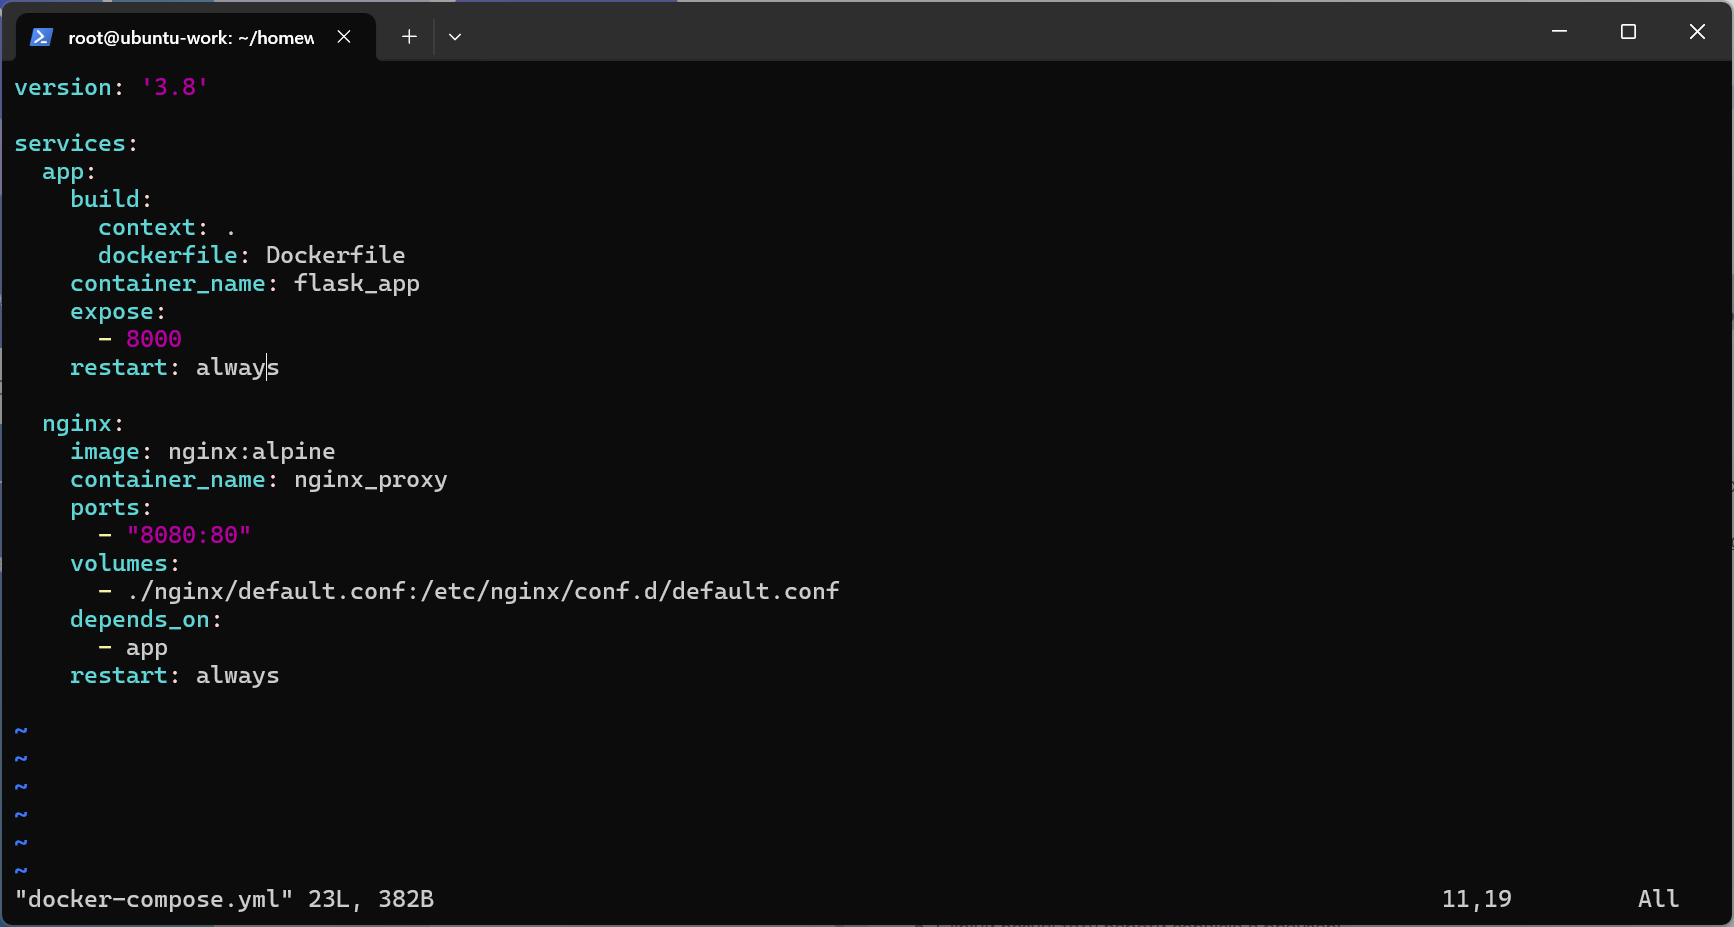 root@ubuntu-work: ~/homew
version: '3.8'
services:
  app:
    build:
      context: .
      dockerfile: Dockerfile
    container_name: flask_app
    expose:
      - 8000
    restart: always
  nginx:
    image: nginx:alpine
    container_name: nginx_proxy
    ports:
      - "8080:80"
    volumes:
      - ./nginx/default.conf:/etc/nginx/conf.d/default.conf
    depends_on:
      - app
    restart: always
~
~
~
~
~
~
"docker-compose.yml" 23L, 382B 11,19 All